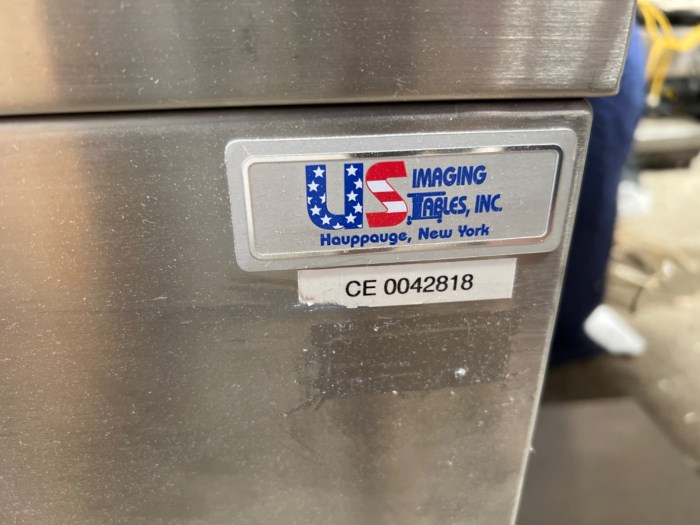 US IMAGING
TABLES, INC.
Hauppauge, New York
CE 0042818